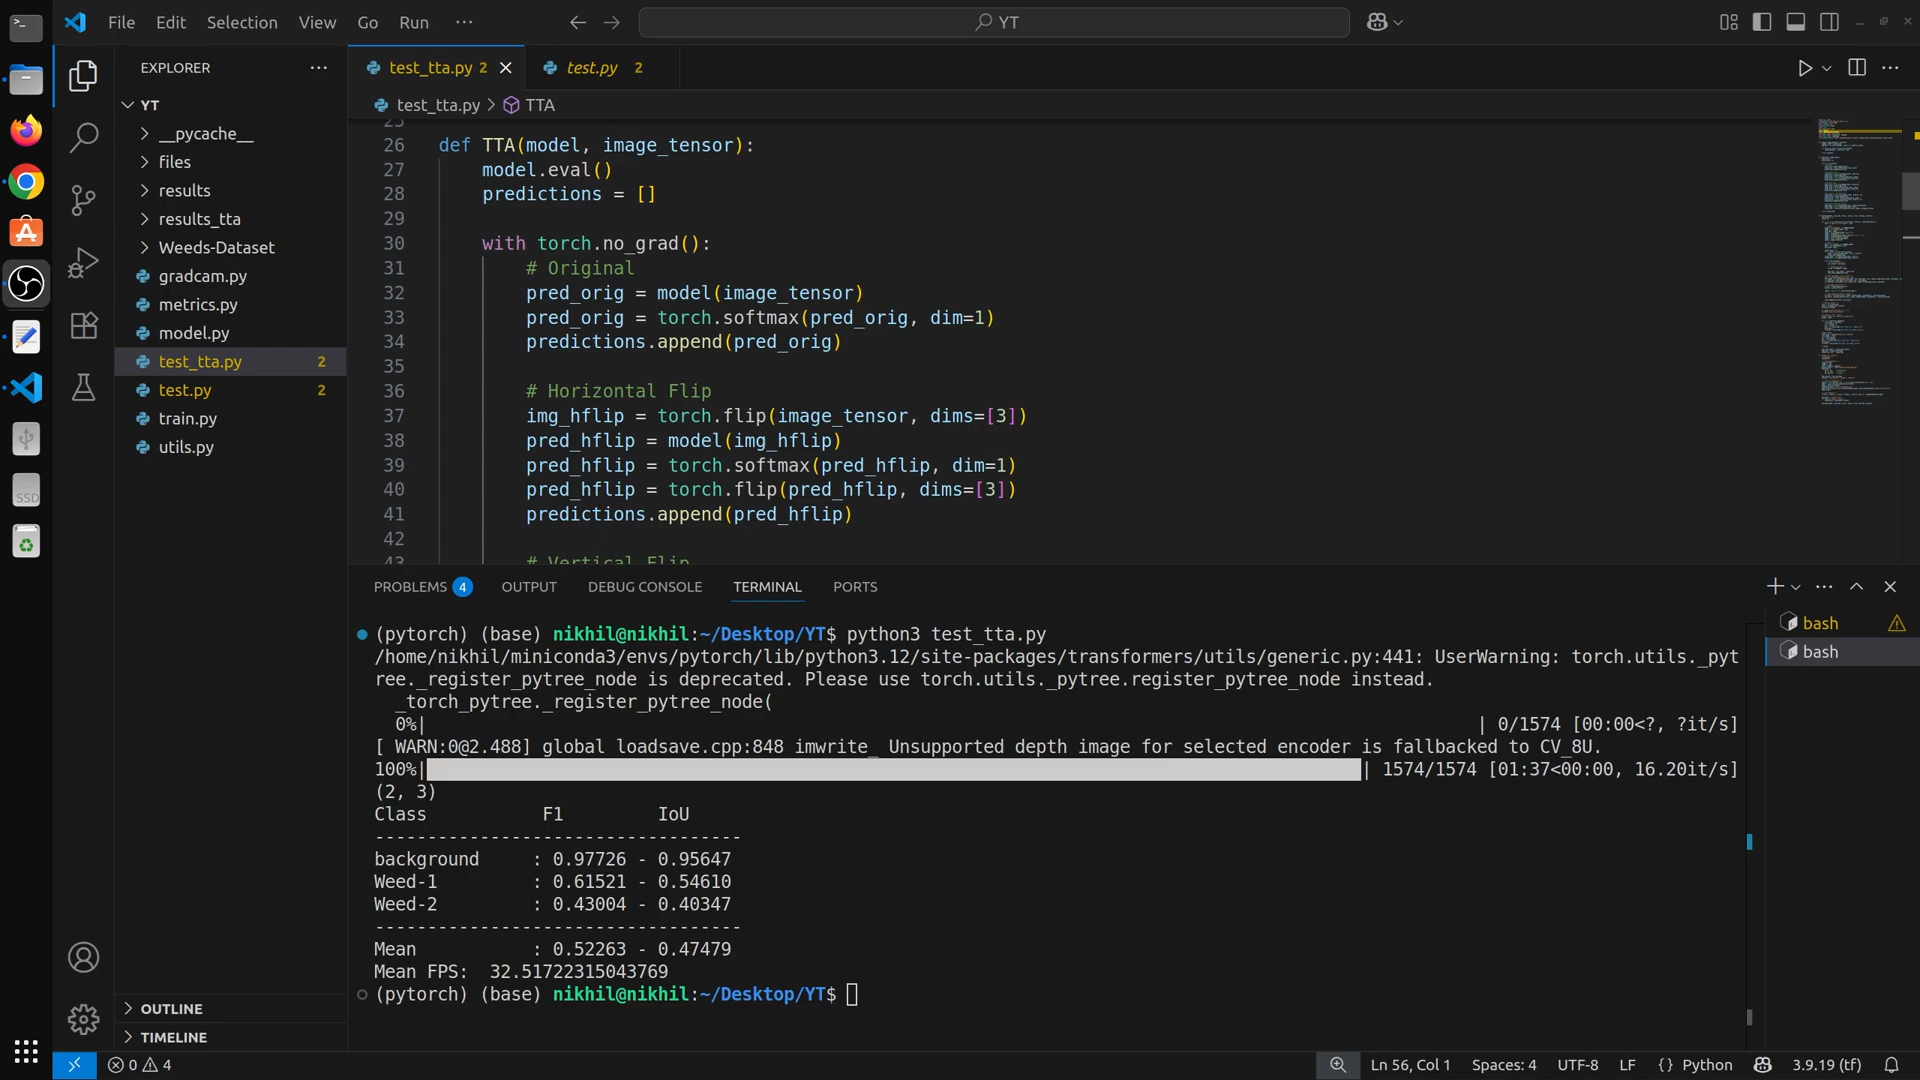 File Edit Selection View Go Run ···
YT
EXPLORER ···
YT
__pycache__
files
results
results_tta
Weeds-Dataset
gradcam.py
metrics.py
model.py
test_tta.py 2
test.py 2
train.py
utils.py
OUTLINE
TIMELINE
SSD
test_tta.py 2
test.py 2
test_tta.py > TTA
25
26 def TTA(model, image_tensor):
27 model.eval()
28 predictions = []
29
30 with torch.no_grad():
31 # Original
32 pred_orig = model(image_tensor)
33 pred_orig = torch.softmax(pred_orig, dim=1)
34 predictions.append(pred_orig)
35
36 # Horizontal Flip
37 img_hflip = torch.flip(image_tensor, dims=[3])
38 pred_hflip = model(img_hflip)
39 pred_hflip = torch.softmax(pred_hflip, dim=1)
40 pred_hflip = torch.flip(pred_hflip, dims=[3])
41 predictions.append(pred_hflip)
42
43 # Vertical Flip
PROBLEMS 4 OUTPUT DEBUG CONSOLE TERMINAL PORTS
(pytorch) (base) nikhil@nikhil:~/Desktop/YT$ python3 test_tta.py
/home/nikhil/miniconda3/envs/pytorch/lib/python3.12/site-packages/transformers/utils/generic.py:441: UserWarning: torch.utils._pyt
ree._register_pytree_node is deprecated. Please use torch.utils._pytree.register_pytree_node instead.
_torch_pytree._register_pytree_node(
0%| | 0/1574 [00:00<?, ?it/s]
[ WARN:0@2.488] global loadsave.cpp:848 imwrite_ Unsupported depth image for selected encoder is fallbacked to CV_8U.
100%| | 1574/1574 [01:37<00:00, 16.20it/s]
(2, 3)
Class F1 IoU
----------------------------------
background : 0.97726 - 0.95647
Weed-1 : 0.61521 - 0.54610
Weed-2 : 0.43004 - 0.40347
----------------------------------
Mean : 0.52263 - 0.47479
Mean FPS: 32.51722315043769
(pytorch) (base) nikhil@nikhil:~/Desktop/YT$
bash
bash
0 4
Ln 56, Col 1 Spaces: 4 UTF-8 LF {} Python 3.9.19 (tf)